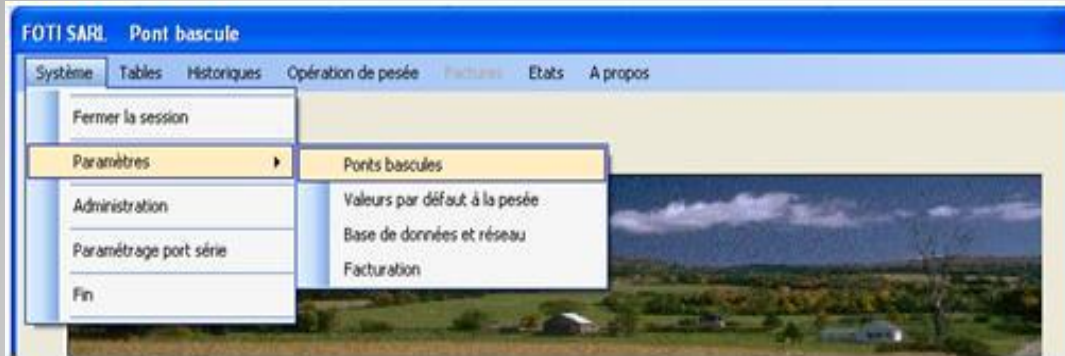 FOTI SARL Pont bascule
Système Tables Historiques Opération de pesée Factures Etats A propos
Fermer la session
Paramètres
Administration
Paramétrage port série
Fin
Ponts bascules
Valeurs par défaut à la pesée
Base de données et réseau
Facturation